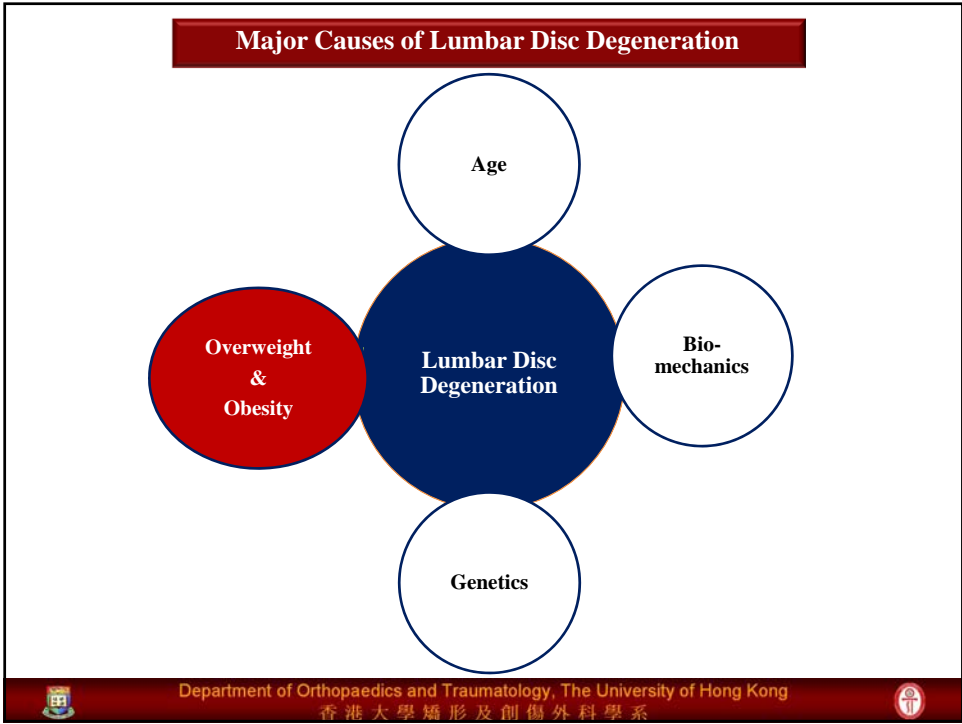 Major Causes of Lumbar Disc Degeneration
Age
Overweight
&
Obesity
Lumbar Disc
Degeneration
Bio-
mechanics
Genetics
Department of Orthopaedics and Traumatology, The University of Hong Kong
香港大學矯形及創傷外科學系